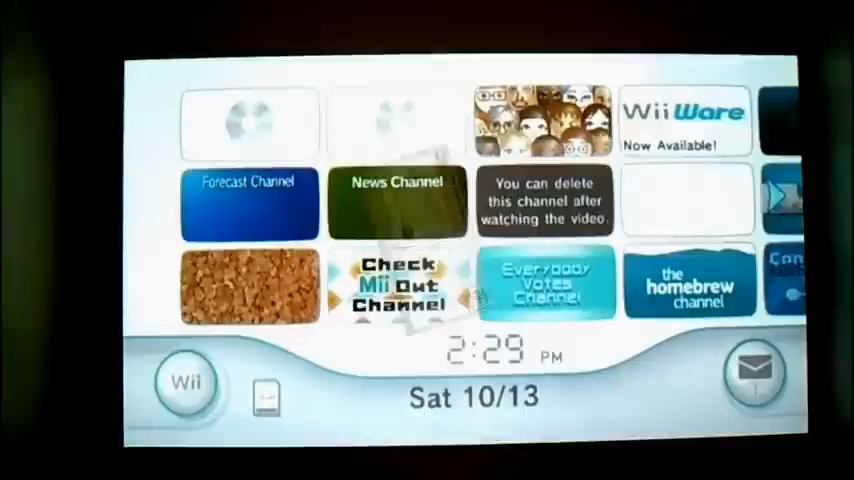 WiiWare
Now Available!
Forecast Channel
News Channel
You can delete
this channel after
watching the video.
Check
Mii Out
Channel
Everybody
Votes
Channel
the
homebrew
channel
Con
2:29 PM
Wii
Sat 10/13